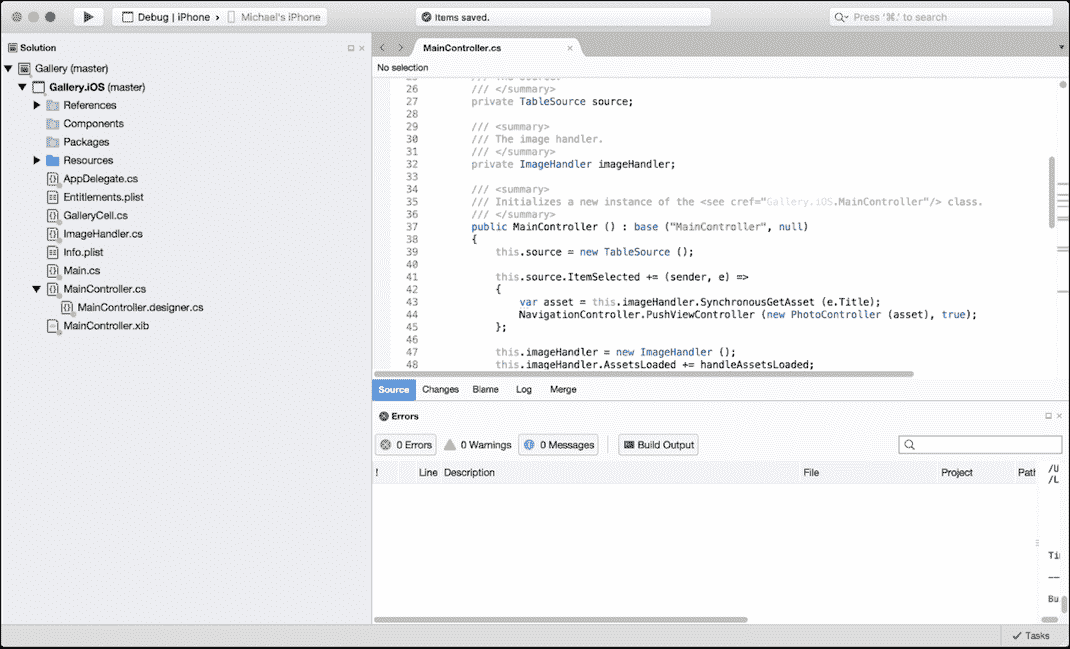 Debug | iPhone › Michael's iPhone
Items saved.
Press '⌘.' to search
Solution
Gallery (master)
Gallery.iOS (master)
References
Components
Packages
Resources
AppDelegate.cs
Entitlements.plist
GalleryCell.cs
ImageHandler.cs
Info.plist
Main.cs
MainController.cs
MainController.designer.cs
MainController.xib
MainController.cs
No selection
26 /// </summary>
27 private TableSource source;
28
29 /// <summary>
30 /// The image handler.
31 /// </summary>
32 private ImageHandler imageHandler;
33
34 /// <summary>
35 /// Initializes a new instance of the <see cref="Gallery.iOS.MainController"/> class.
36 /// </summary>
37 public MainController () : base ("MainController", null)
38 {
39 this.source = new TableSource ();
40
41 this.source.ItemSelected += (sender, e) =>
42 {
43 var asset = this.imageHandler.SynchronousGetAsset (e.Title);
44 NavigationController.PushViewController (new PhotoController (asset), true);
45 };
46
47 this.imageHandler = new ImageHandler ();
48 this.imageHandler.AssetsLoaded += handleAssetsLoaded;
Source Changes Blame Log Merge
Errors
0 Errors 0 Warnings 0 Messages Build Output
! Line Description File Project Path
/U
/L
Ti
--
Bu
Tasks